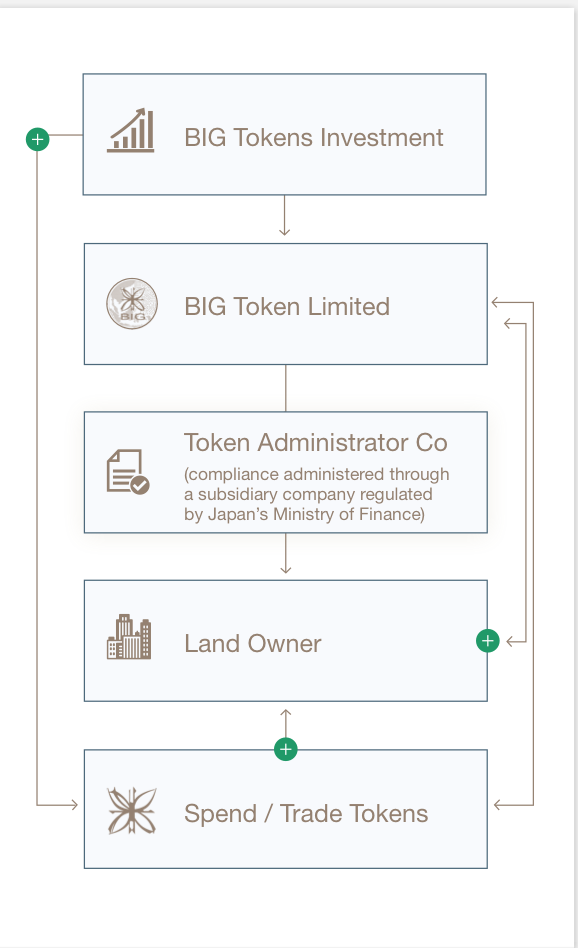 BIG Tokens Investment
BIG
BIG Token Limited
Token Administrator Co
(compliance administered through
a subsidiary company regulated
by Japan’s Ministry of Finance)
Land Owner
Spend / Trade Tokens